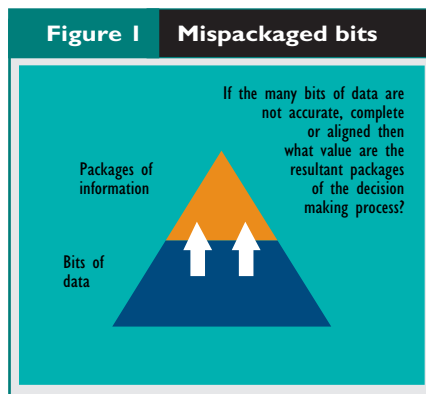 Figure 1 Mispackaged bits
If the many bits of data are
not accurate, complete
or aligned then
what value are the
resultant packages
of the decision
making process?
Packages of
information
Bits of
data